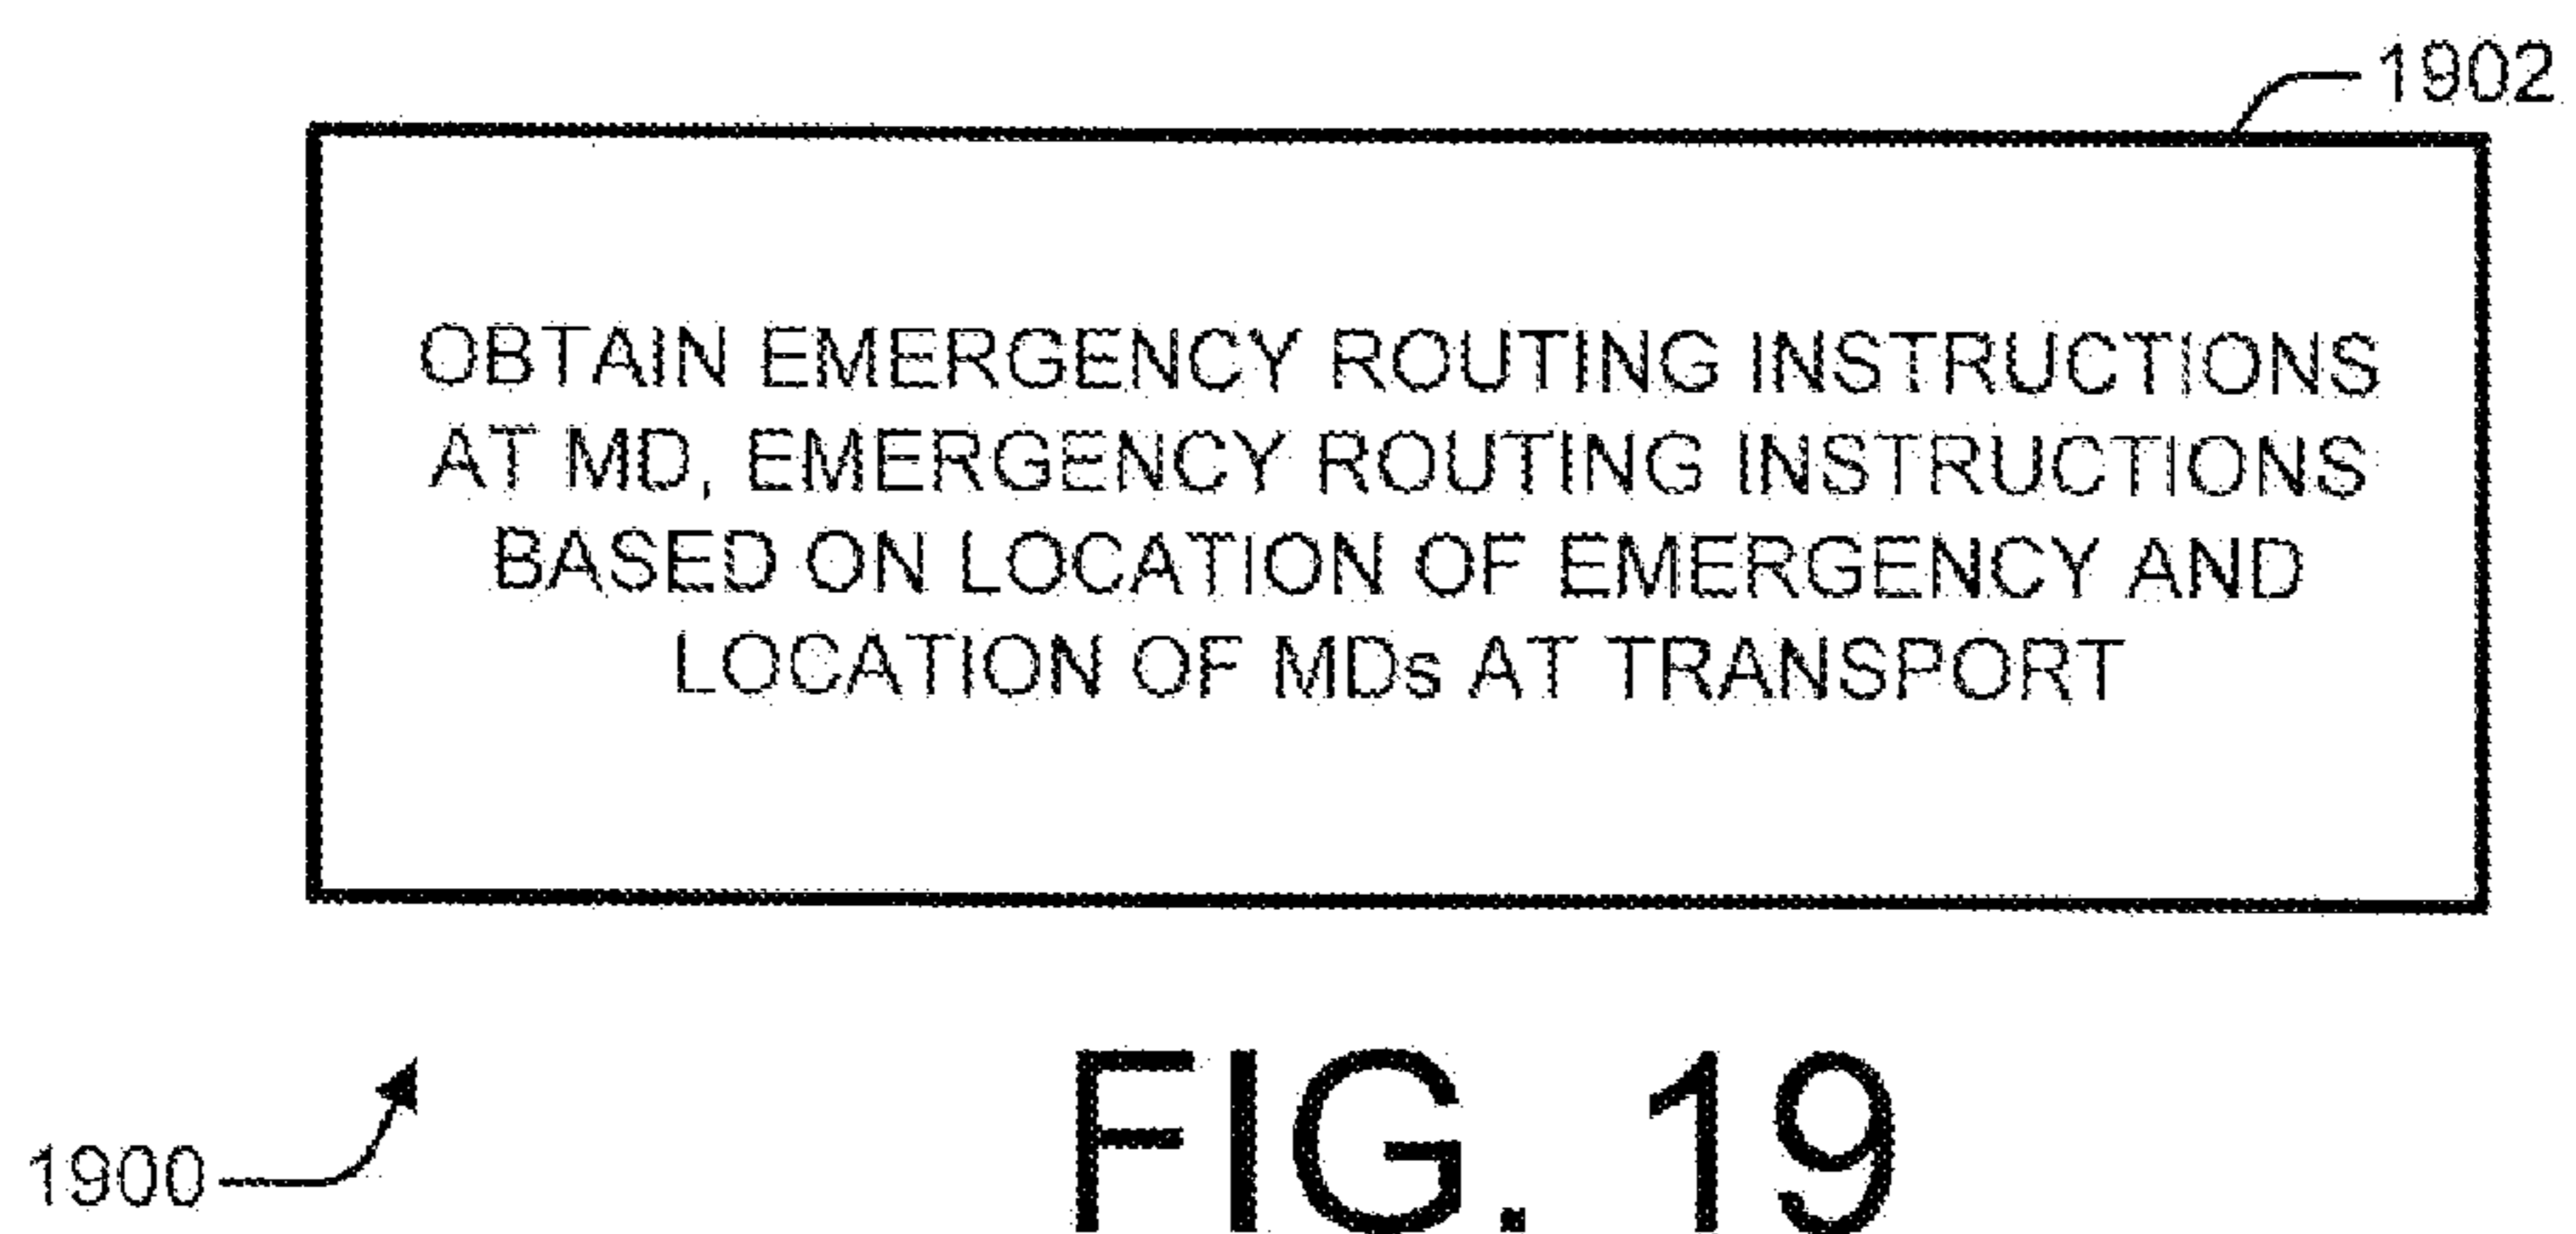 1902
OBTAIN EMERGENCY ROUTING INSTRUCTIONS
AT MD, EMERGENCY ROUTING INSTRUCTIONS
BASED ON LOCATION OF EMERGENCY AND
LOCATION OF MDs AT TRANSPORT
1900
FIG. 19